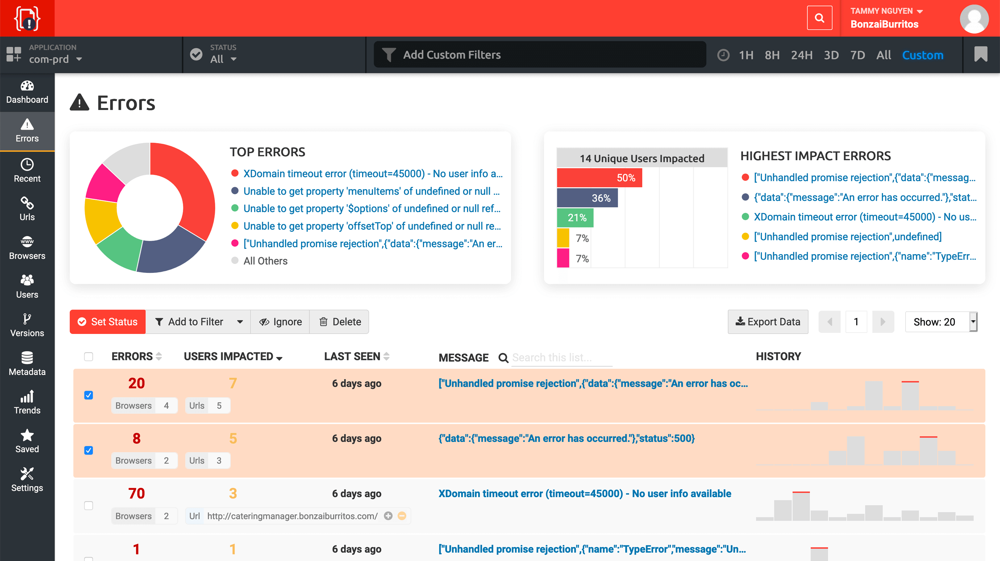 TAMMY NGUYEN
BonzaiBurritos
APPLICATION
com-prd
STATUS
All
Add Custom Filters
1H 8H 24H 3D 7D All Custom
Dashboard
Errors
Recent
Urls
www
Browsers
Users
Versions
Metadata
Trends
Saved
Settings
Errors
TOP ERRORS
XDomain timeout error (timeout=45000) - No user info a...
Unable to get property 'menuItems' of undefined or null ...
Unable to get property '$options' of undefined or null ref...
Unable to get property 'offsetTop' of undefined or null re...
["Unhandled promise rejection",{"data":{"message":"An er...
All Others
14 Unique Users Impacted
50%
36%
21%
7%
7%
HIGHEST IMPACT ERRORS
["Unhandled promise rejection",{"data":{"messag...
{"data":{"message":"An error has occurred."},"stat...
XDomain timeout error (timeout=45000) - No us...
["Unhandled promise rejection",undefined]
["Unhandled promise rejection",{"name":"TypeErr...
Set Status Add to Filter Ignore Delete Export Data 1 Show: 20
ERRORS USERS IMPACTED LAST SEEN MESSAGE Search this list... HISTORY
20 7 6 days ago ["Unhandled promise rejection",{"data":{"message":"An error has oc...
Browsers 4 Urls 5
8 5 6 days ago {"data":{"message":"An error has occurred."},"status":500}
Browsers 2 Urls 3
70 3 6 days ago XDomain timeout error (timeout=45000) - No user info available
Browsers 2 Url http://cateringmanager.bonzaiburritos.com/
1 1 6 days ago ["Unhandled promise rejection",{"name":"TypeError","message":"Un...